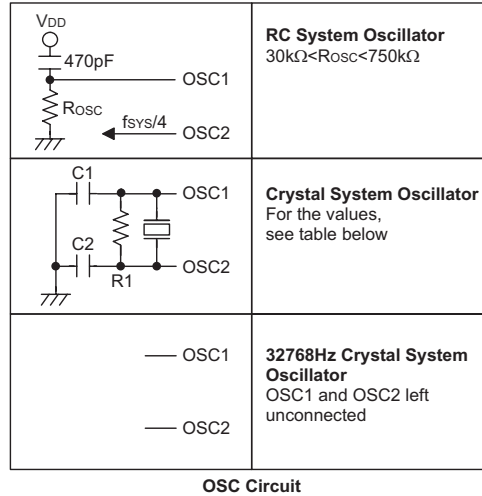 VDD
470pF
OSC1
ROSC
fSYS/4
OSC2
RC System Oscillator
30kΩ<ROSC<750kΩ
C1
OSC1
C2
OSC2
R1
Crystal System Oscillator
For the values,
see table below
OSC1
OSC2
32768Hz Crystal System
Oscillator
OSC1 and OSC2 left
unconnected
OSC Circuit